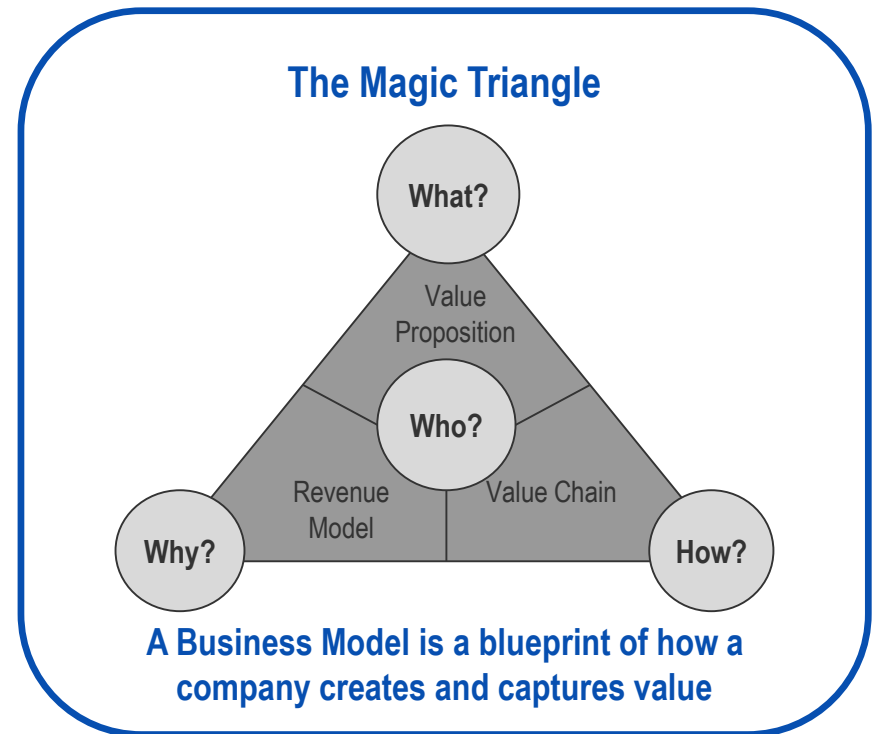 The Magic Triangle
What?
Value
Proposition
Who?
Revenue
Model
Value Chain
Why?
How?
A Business Model is a blueprint of how a
company creates and captures value